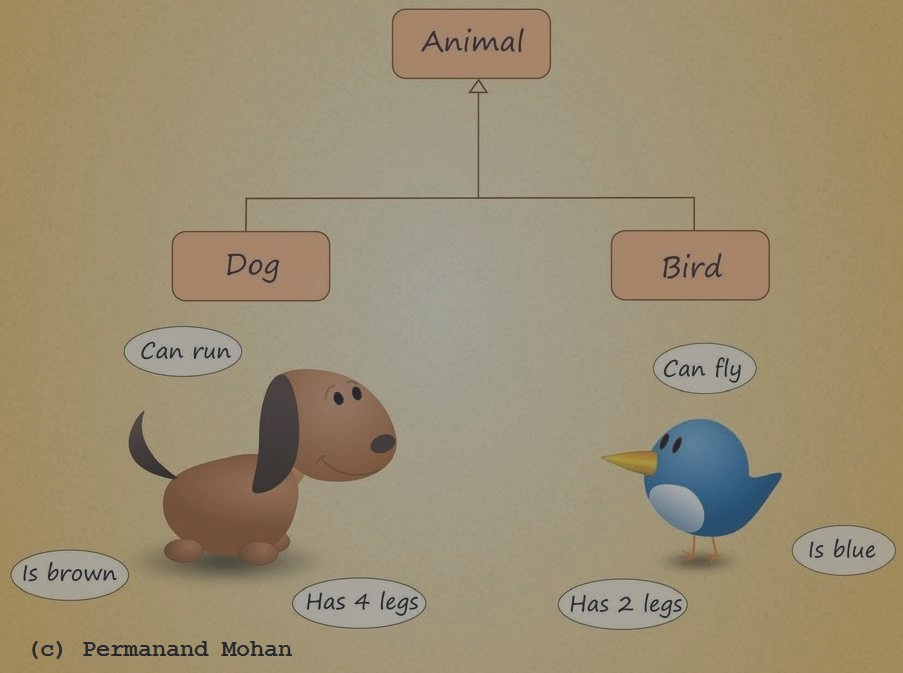 Animal
Dog
Bird
Can run
Can fly
Is brown
Has 4 legs
Has 2 legs
Is blue
(c) Permanand Mohan